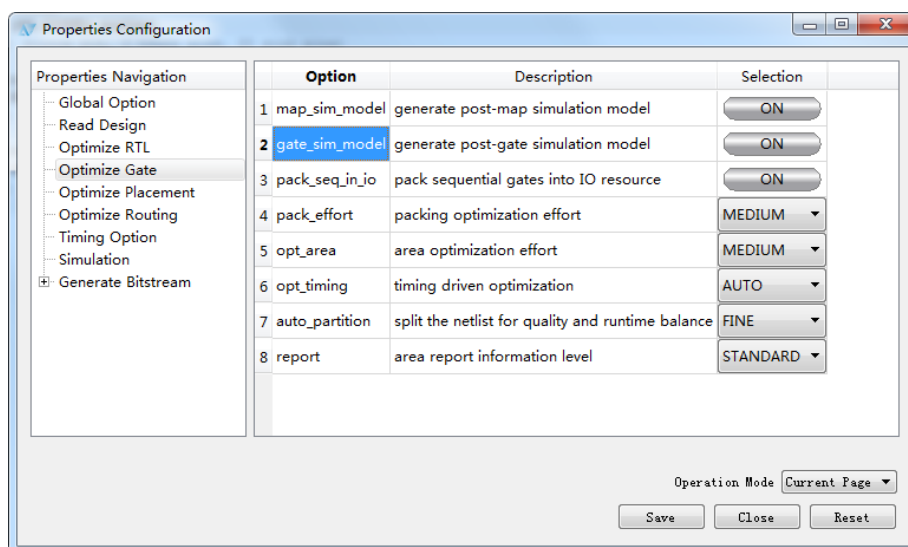 Properties Configuration
Properties Navigation
Global Option
Read Design
Optimize RTL
Optimize Gate
Optimize Placement
Optimize Routing
Timing Option
Simulation
Generate Bitstream
Option Description Selection
1 map_sim_model generate post-map simulation model ON
2 gate_sim_model generate post-gate simulation model ON
3 pack_seq_in_io pack sequential gates into IO resource ON
4 pack_effort packing optimization effort MEDIUM
5 opt_area area optimization effort MEDIUM
6 opt_timing timing driven optimization AUTO
7 auto_partition split the netlist for quality and runtime balance FINE
8 report area report information level STANDARD
Operation Mode Current Page
Save Close Reset